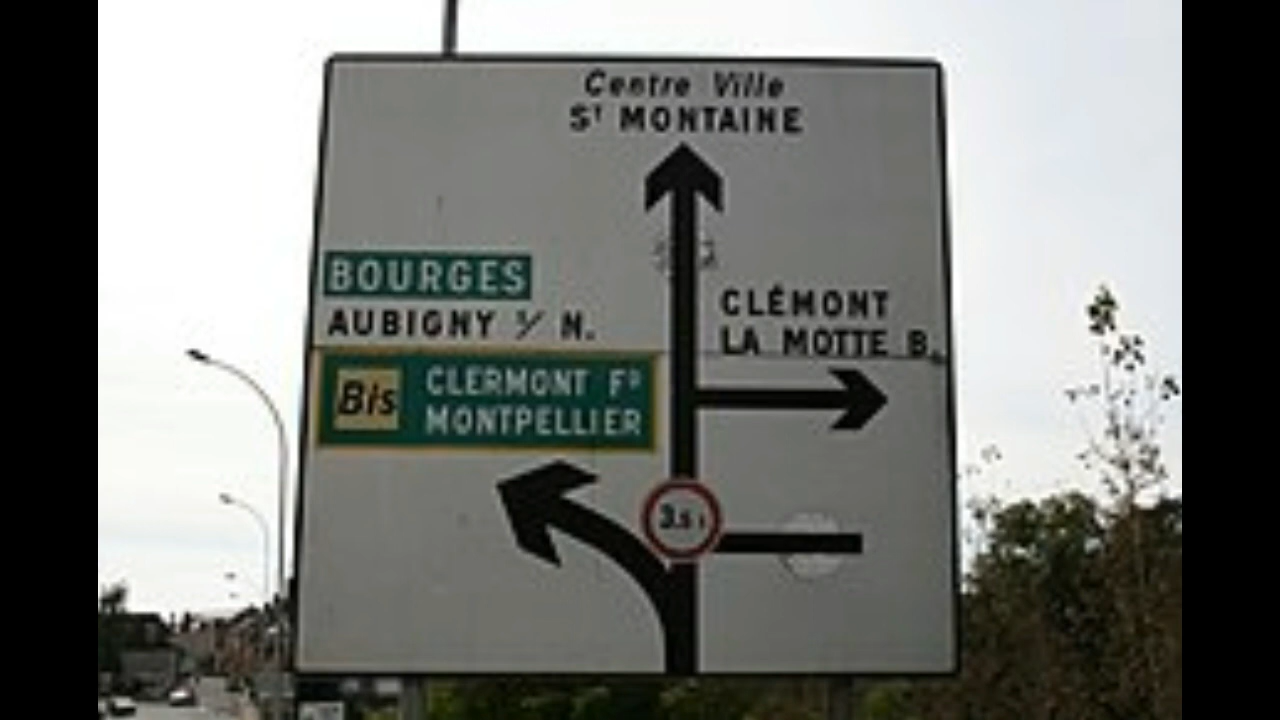 Centre Ville
Sᵗ MONTAINE
BOURGES
AUBIGNY s/ N.
CLÉMONT
LA MOTTE B.
Bis
CLERMONT Fᴰ
MONTPELLIER
3,5 t